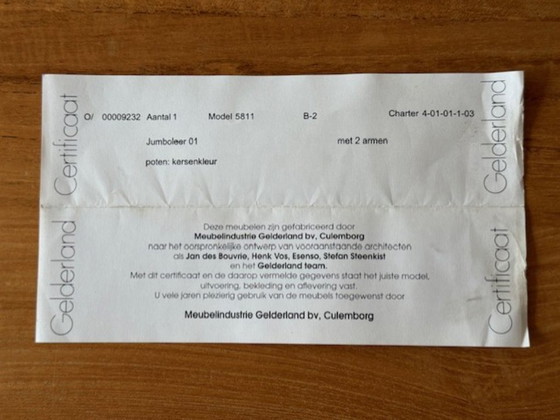 Gelderland Certificaat
O/ 00009232 Aantal 1 Model 5811 B-2 Charter 4-01-01-1-03
Jumboleer 01 met 2 armen
poten: kersenkleur
Deze meubelen zijn gefabriceerd door
Meubelindustrie Gelderland bv, Culemborg
naar het oorspronkelijke ontwerp van vooraanstaande architecten
als Jan des Bouvrie, Henk Vos, Esenso, Stefan Steenkist
en het Gelderland team.
Met dit certificaat en de daarop vermelde gegevens staat het juiste model,
uitvoering, bekleding en aflevering vast.
U vele jaren plezierig gebruik van de meubels toegewenst door
Meubelindustrie Gelderland bv, Culemborg
Certificaat Gelderland